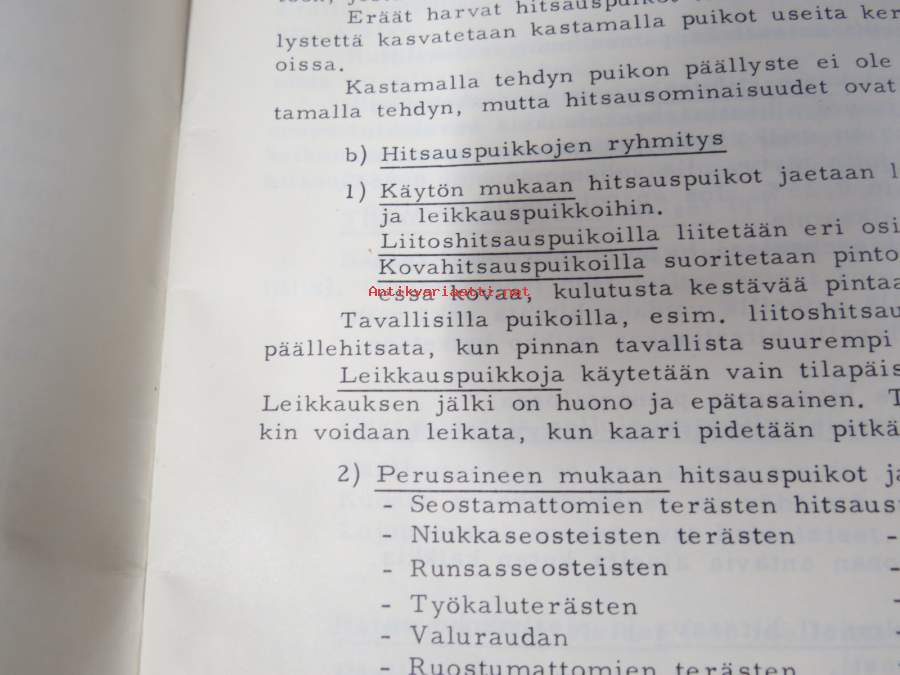 Eräät harvat
lystettä kasvatetaan kastamalla puikot useita ker
oissa.
Kastamalla tehdyn puikon päällyste ei ole
tamalla tehdyn, mutta hitsausominaisuudet ovat
b) Hitsauspuikkojen ryhmitys
1) Käytön mukaan hitsauspuikot jaetaan l
ja leikkauspuikkoihin.
Liitoshitsauspuikoilla liitetään eri osi
Kovahitsauspuikoilla suoritetaan pinto
Antikvariaatti.net
essa kovaa, kulutusta kestävää pintaa
Tavallisilla puikoilla, esim. liitoshitsau
päällehitsata, kun pinnan tavallista suurempi
Leikkauspuikkoja käytetään vain tilapäis
Leikkauksen jälki on huono ja epätasainen. T
kin voidaan leikata, kun kaari pidetään pitkä
2) Perusaineen mukaan hitsauspuikot ja
- Seostamattomien terästen hitsaus
- Niukkaseosteisten terästen -
- Runsasseosteisten -
- Työkaluterästen -
- Valuraudan
- Ruostumattomien terästen